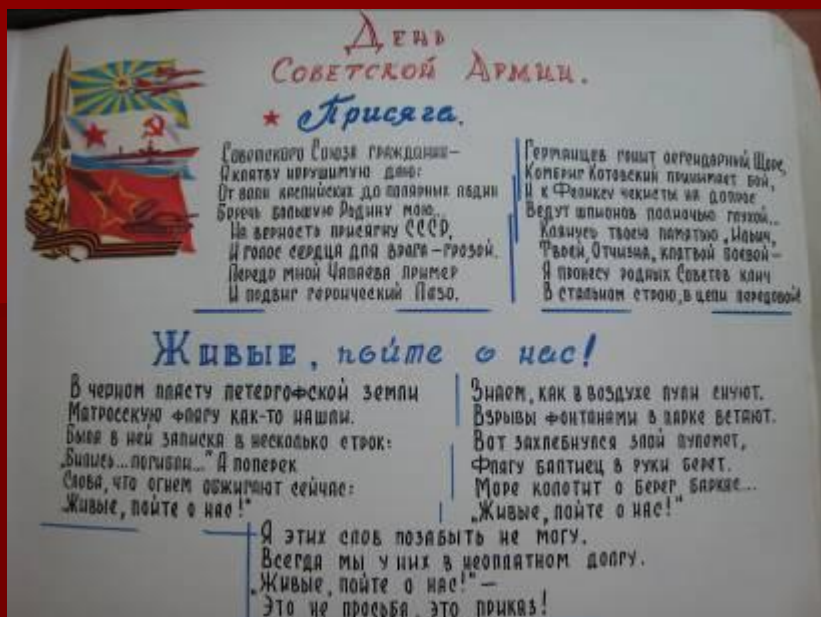 День
Советской Армии.
Присяга.
Советского Союза гражданин –
Я клятву нерушимую даю:
От волн каспийских до полярных льдин
Беречь большую Родину мою...
На верность присягну СССР,
И голос сердца для врага – грозой.
Передо мной Чапаева пример
И подвиг героический Лазо.
Германцев гонит легендарный Щорс,
Комбриг Котовский принимает бой,
И к Феликсу чекисты на допрос
Ведут шпионов полночью глухой...
Клянусь твоею памятью, Ильич,
Твоей, Отчизна, клятвой боевой –
Я пронесу родных Советов клич
В стальном строю, в цепи передовой!
Живые, пойте о нас!
В черном пласту петергофской земли
Матросскую флягу как-то нашли.
Была в ней записка в несколько строк:
„Бились... погибли..." А поперек
Слова, что огнем обжигают сейчас:
„Живые, пойте о нас!"
Знаем, как в воздухе пули снуют.
Взрывы фонтанами в парке встают.
Вот захлебнулся злой пулемет,
Флягу балтиец в руки берет.
Море колотит о берег баркас...
„Живые, пойте о нас!"
Я этих слов позабыть не могу.
Всегда мы у них в неоплатном долгу.
„Живые, пойте о нас!" –
Это не просьба, это приказ!